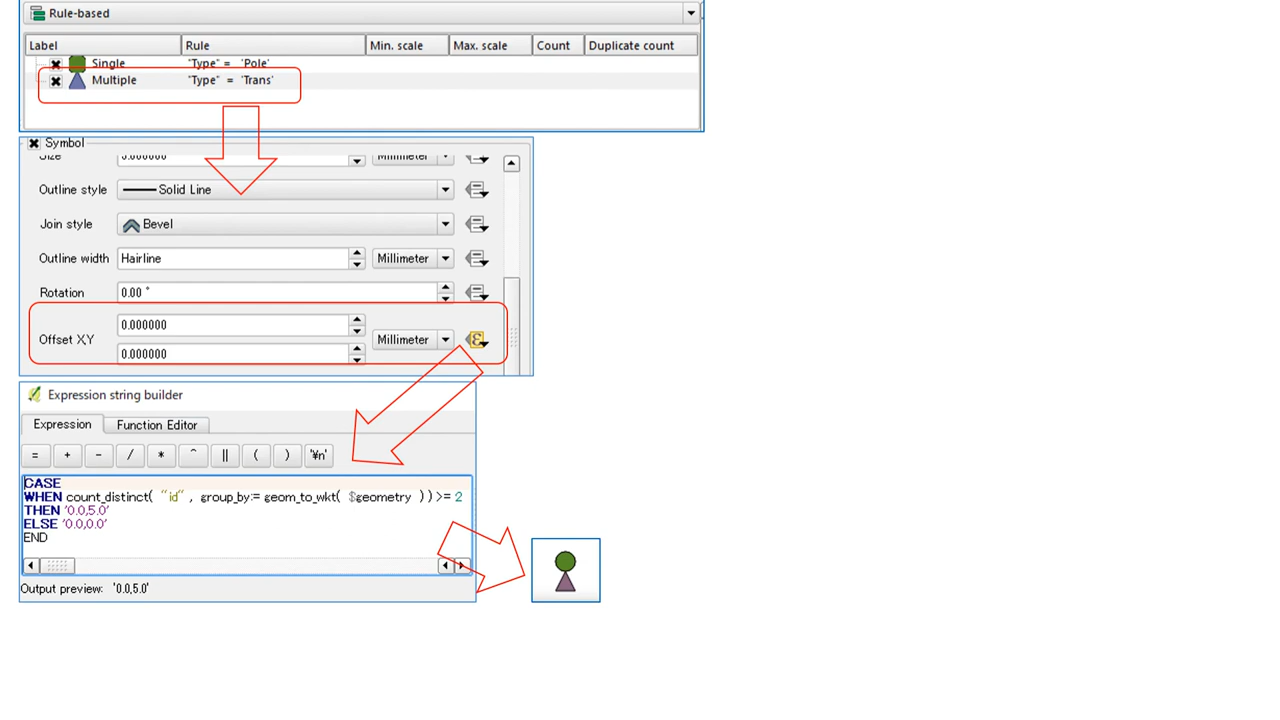 Rule-based
Label Rule Min. scale Max. scale Count Duplicate count
Single "Type" = 'Pole'
Multiple "Type" = 'Trans'
Symbol
Size Millimeter
Outline style Solid Line
Join style Bevel
Outline width Hairline Millimeter
Rotation 0.00 °
Offset X,Y 0.000000 Millimeter
0.000000
Expression string builder
Expression Function Editor
= + - / * ^ || ( ) '¥n'
CASE
WHEN count_distinct( "id" , group_by:= geom_to_wkt( $geometry ) ) >= 2
THEN '0.0,5.0'
ELSE '0.0,0.0'
END
Output preview: '0.0,5.0'